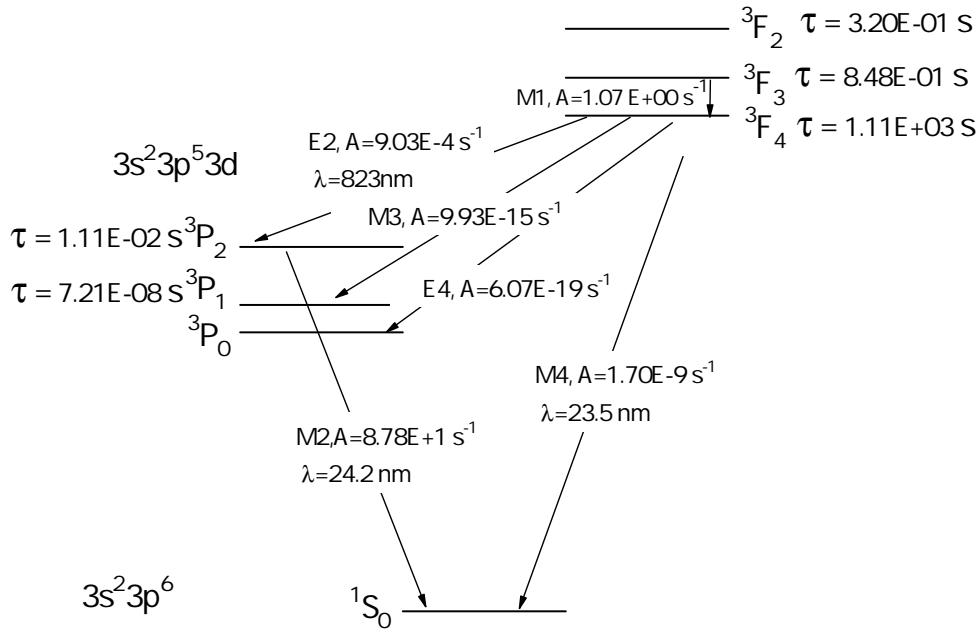 ³F₂ τ = 3.20E-01 S
³F₃ τ = 8.48E-01 S
M1, A=1.07 E+00 s⁻¹
³F₄ τ = 1.11E+03 S
E2, A=9.03E-4 s⁻¹
λ=823nm
3s²3p⁵3d
M3, A=9.93E-15 s⁻¹
τ = 1.11E-02 s ³P₂
τ = 7.21E-08 s ³P₁
E4, A=6.07E-19 s⁻¹
³P₀
M4, A=1.70E-9 s⁻¹
λ=23.5 nm
M2,A=8.78E+1 s⁻¹
λ=24.2 nm
3s²3p⁶
¹S₀